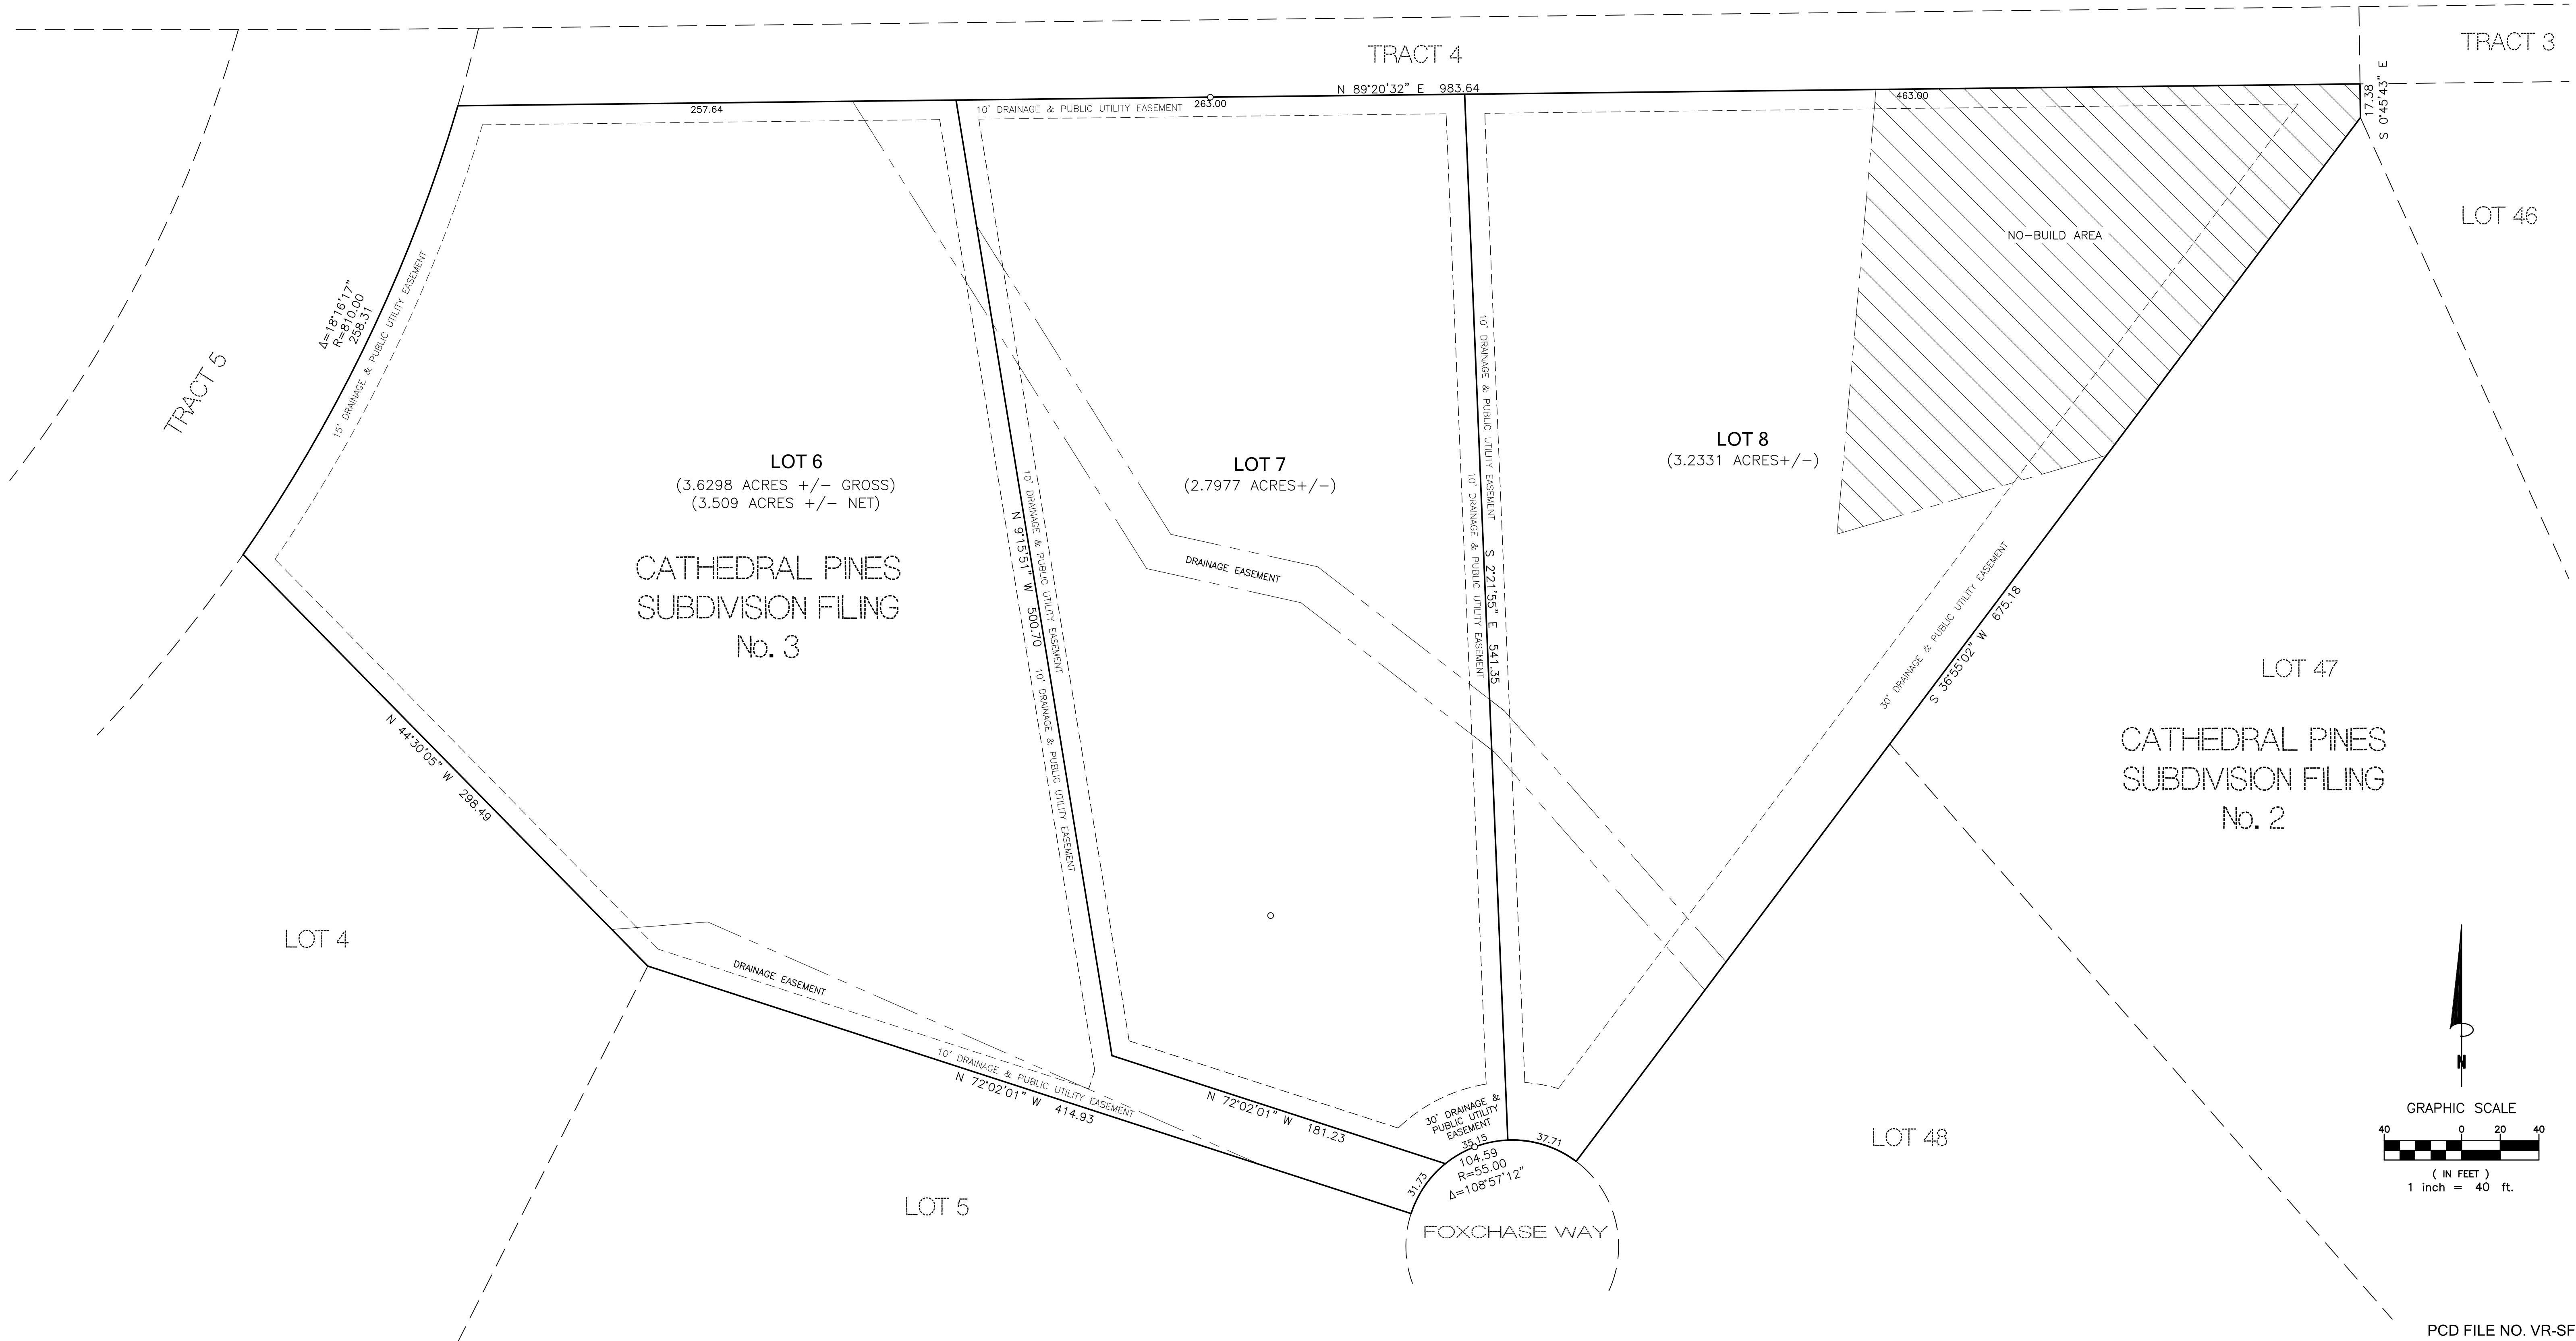 TRACT 4
TRACT 3
N 89°20'32" E 983.64
257.64
10' DRAINAGE & PUBLIC UTILITY EASEMENT
263.00
463.00
17.38
S 0°45'43" E
LOT 46
NO-BUILD AREA
Δ=18°16'17"
R=810.00
258.31
15' DRAINAGE & PUBLIC UTILITY EASEMENT
TRACT 5
LOT 6
(3.6298 ACRES +/- GROSS)
(3.509 ACRES +/- NET)
CATHEDRAL PINES
SUBDIVISION FILING
No. 3
N 9°15'51" W 500.70
10' DRAINAGE & PUBLIC UTILITY EASEMENT
10' DRAINAGE & PUBLIC UTILITY EASEMENT
LOT 7
(2.7977 ACRES+/-)
DRAINAGE EASEMENT
10' DRAINAGE & PUBLIC UTILITY EASEMENT
10' DRAINAGE & PUBLIC UTILITY EASEMENT
S 2°21'55" E 541.35
LOT 8
(3.2331 ACRES+/-)
30' DRAINAGE & PUBLIC UTILITY EASEMENT
S 36°55'02" W 675.18
LOT 47
CATHEDRAL PINES
SUBDIVISION FILING
No. 2
N 44°30'05" W 298.49
LOT 4
DRAINAGE EASEMENT
10' DRAINAGE & PUBLIC UTILITY EASEMENT
N 72°02'01" W 414.93
N 72°02'01" W 181.23
30' DRAINAGE &
PUBLIC UTILITY
EASEMENT
35.15
37.71
31.73
104.59
R=55.00
Δ=108°57'12"
FOXCHASE WAY
LOT 5
LOT 48
N
GRAPHIC SCALE
40 0 20 40
( IN FEET )
1 inch = 40 ft.
PCD FILE NO. VR-SF